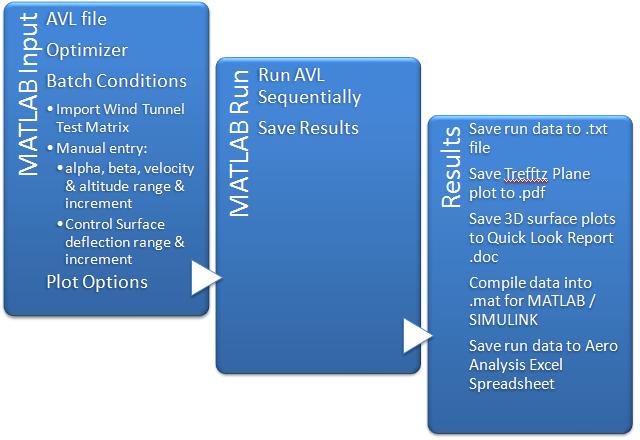 MATLAB Input
AVL file
Optimizer
Batch Conditions
• Import Wind Tunnel
Test Matrix
• Manual entry:
• alpha, beta, velocity
& altitude range &
increment
• Control Surface
deflection range &
increment
Plot Options
MATLAB Run
Run AVL
Sequentially
Save Results
Results
Save run data to .txt
file
Save Trefftz Plane
plot to .pdf
Save 3D surface plots
to Quick Look Report
.doc
Compile data into
.mat for MATLAB /
SIMULINK
Save run data to Aero
Analysis Excel
Spreadsheet